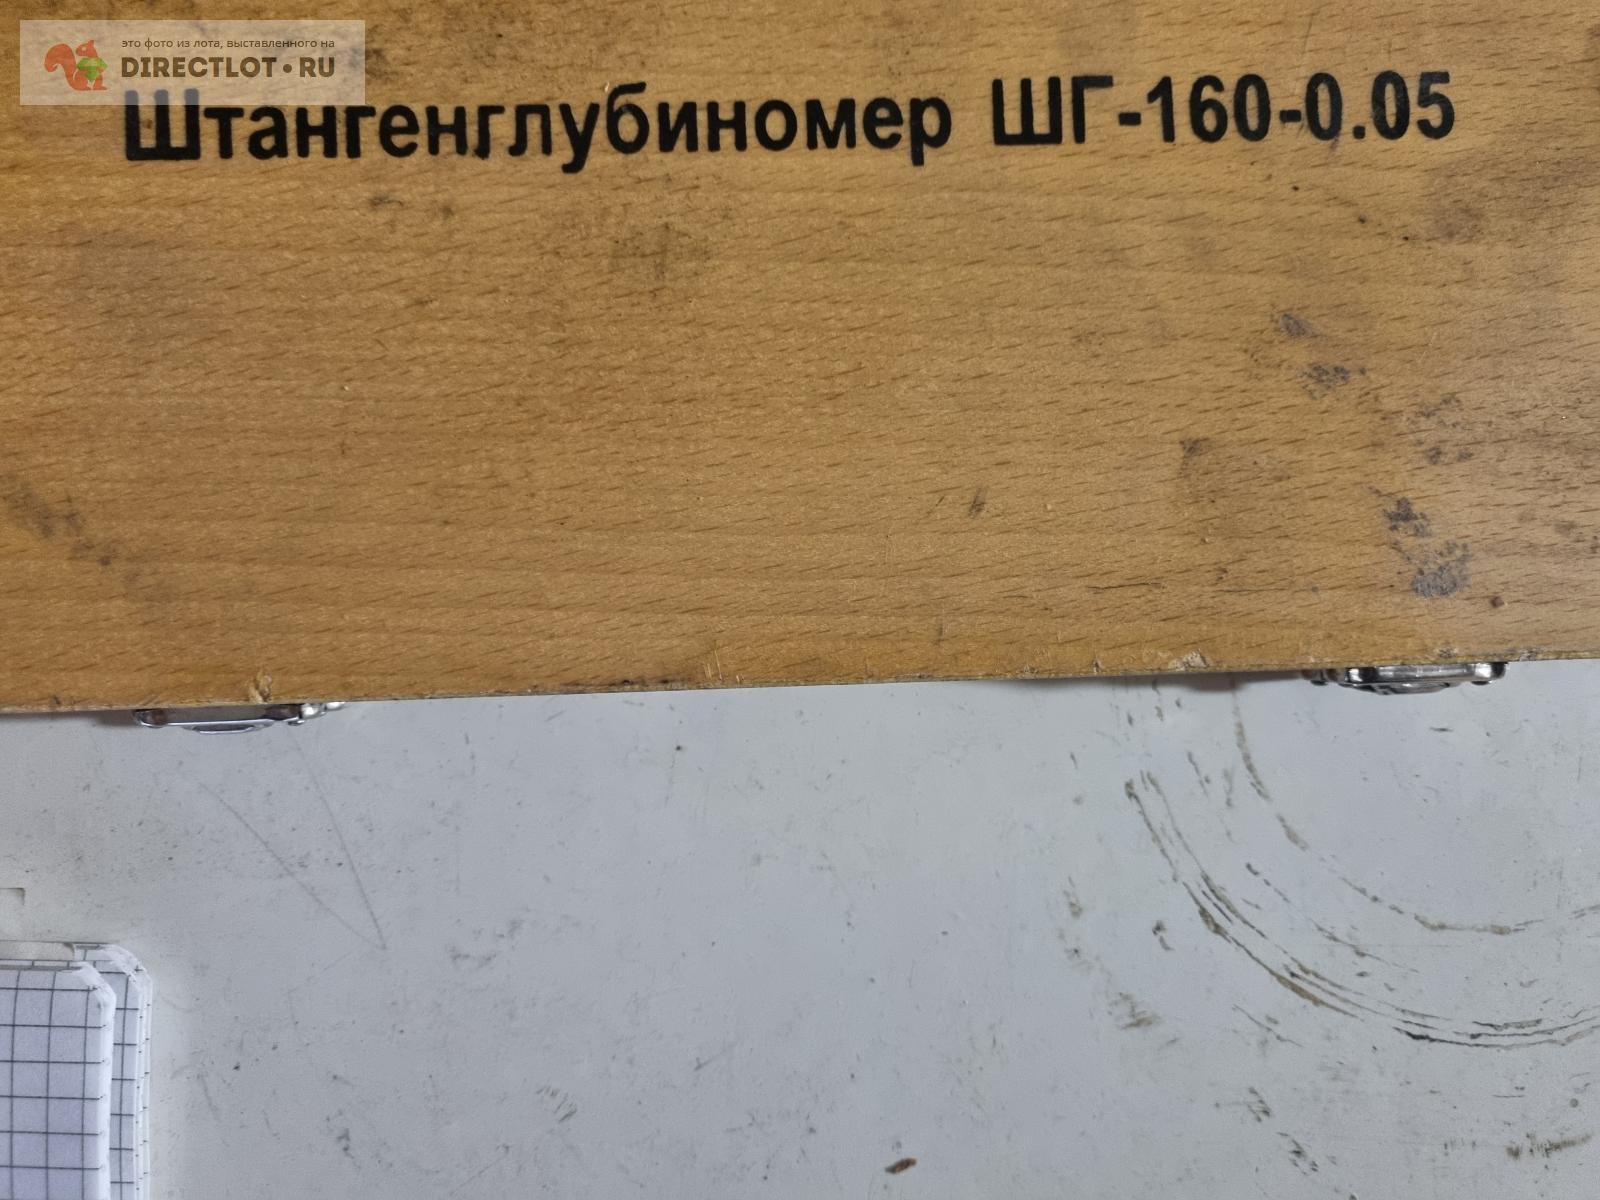 это фото из лота, выставленного на
DIRECTLOT•RU
Штангенглубиномер ШГ-160-0.05